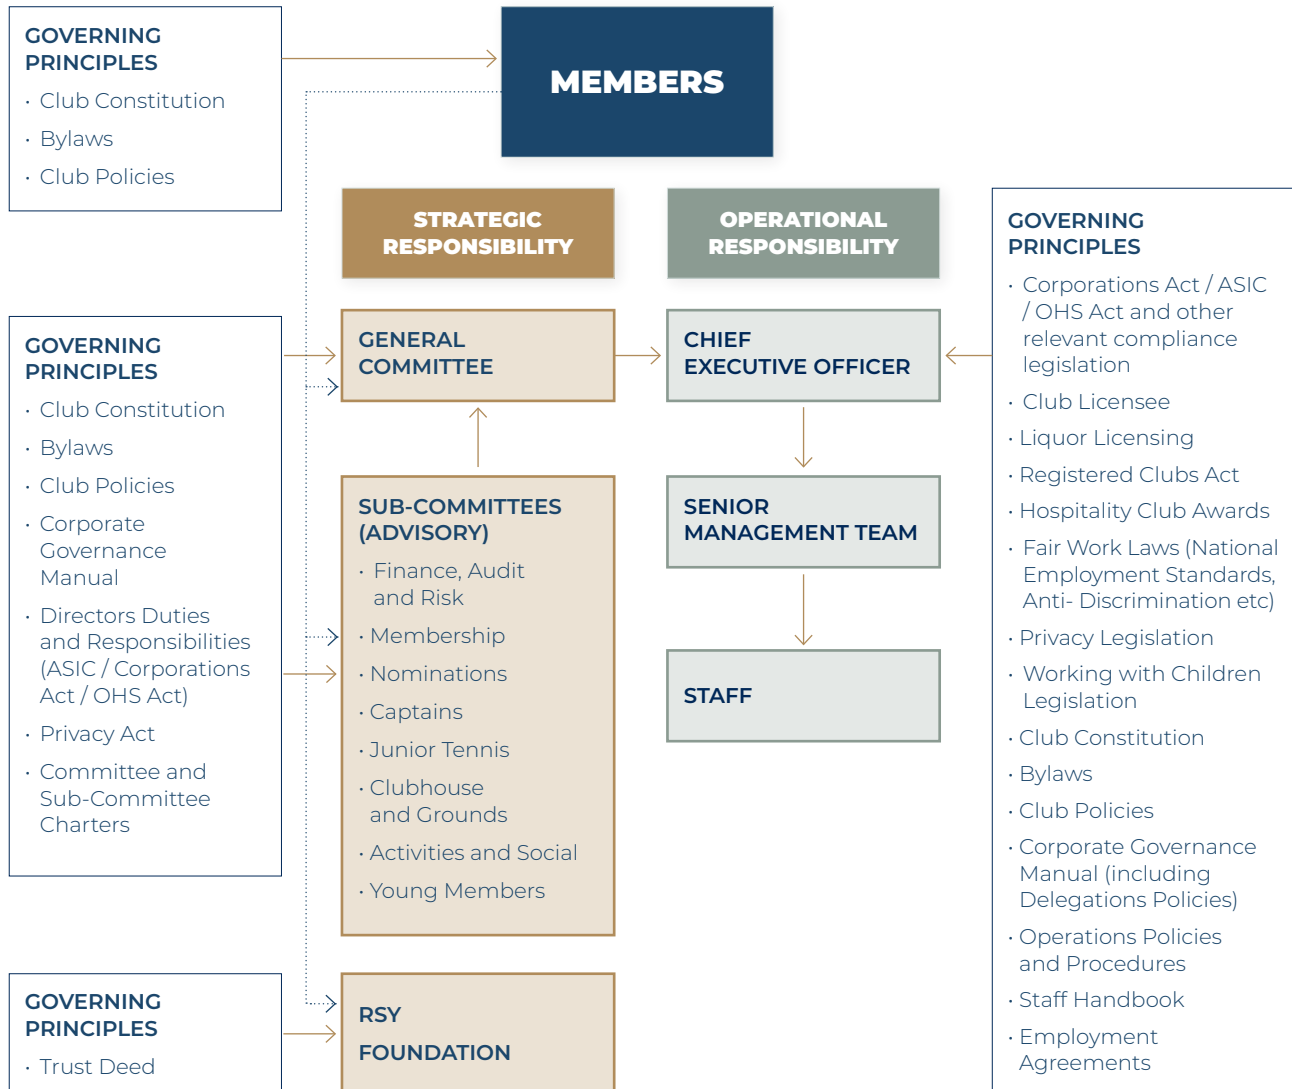 GOVERNING
PRINCIPLES
· Club Constitution
· Bylaws
· Club Policies
MEMBERS
STRATEGIC
RESPONSIBILITY
OPERATIONAL
RESPONSIBILITY
GOVERNING
PRINCIPLES
· Club Constitution
· Bylaws
· Club Policies
· Corporate
Governance
Manual
· Directors Duties
and Responsibilities
(ASIC / Corporations
Act / OHS Act)
· Privacy Act
· Committee and
Sub-Committee
Charters
GENERAL
COMMITTEE
SUB-COMMITTEES
(ADVISORY)
· Finance, Audit
and Risk
· Membership
· Nominations
· Captains
· Junior Tennis
· Clubhouse
and Grounds
· Activities and Social
· Young Members
CHIEF
EXECUTIVE OFFICER
SENIOR
MANAGEMENT TEAM
STAFF
GOVERNING
PRINCIPLES
· Corporations Act / ASIC
/ OHS Act and other
relevant compliance
legislation
· Club Licensee
· Liquor Licensing
· Registered Clubs Act
· Hospitality Club Awards
· Fair Work Laws (National
Employment Standards,
Anti- Discrimination etc)
· Privacy Legislation
· Working with Children
Legislation
· Club Constitution
· Bylaws
· Club Policies
· Corporate Governance
Manual (including
Delegations Policies)
· Operations Policies
and Procedures
· Staff Handbook
· Employment
Agreements
GOVERNING
PRINCIPLES
· Trust Deed
RSY
FOUNDATION